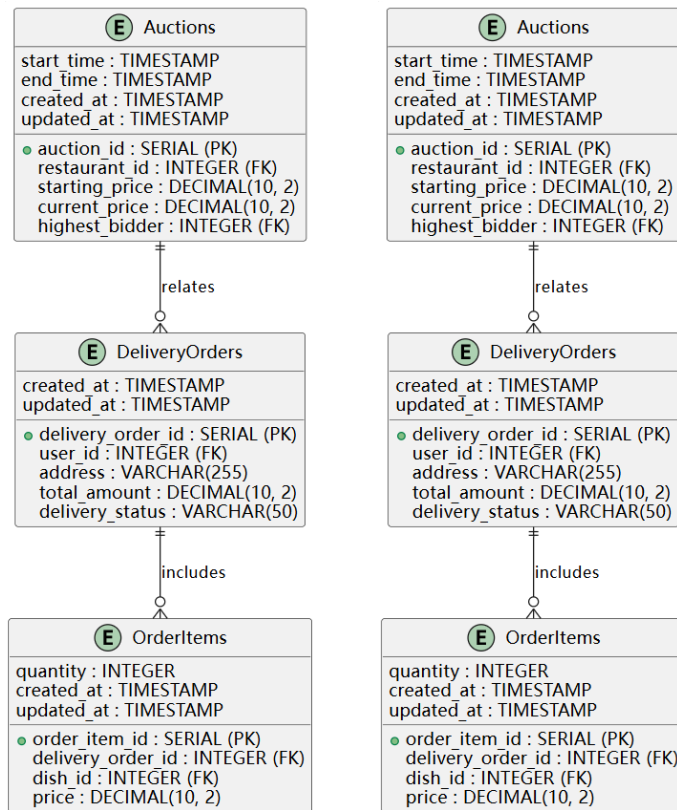 E Auctions
start_time : TIMESTAMP
end_time : TIMESTAMP
created_at : TIMESTAMP
updated_at : TIMESTAMP
auction_id : SERIAL (PK)
restaurant_id : INTEGER (FK)
starting_price : DECIMAL(10, 2)
current_price : DECIMAL(10, 2)
highest_bidder : INTEGER (FK)
relates
E DeliveryOrders
created_at : TIMESTAMP
updated_at : TIMESTAMP
delivery_order_id : SERIAL (PK)
user_id : INTEGER (FK)
address : VARCHAR(255)
total_amount : DECIMAL(10, 2)
delivery_status : VARCHAR(50)
includes
E OrderItems
quantity : INTEGER
created_at : TIMESTAMP
updated_at : TIMESTAMP
order_item_id : SERIAL (PK)
delivery_order_id : INTEGER (FK)
dish_id : INTEGER (FK)
price : DECIMAL(10, 2)
E Auctions
start_time : TIMESTAMP
end_time : TIMESTAMP
created_at : TIMESTAMP
updated_at : TIMESTAMP
auction_id : SERIAL (PK)
restaurant_id : INTEGER (FK)
starting_price : DECIMAL(10, 2)
current_price : DECIMAL(10, 2)
highest_bidder : INTEGER (FK)
relates
E DeliveryOrders
created_at : TIMESTAMP
updated_at : TIMESTAMP
delivery_order_id : SERIAL (PK)
user_id : INTEGER (FK)
address : VARCHAR(255)
total_amount : DECIMAL(10, 2)
delivery_status : VARCHAR(50)
includes
E OrderItems
quantity : INTEGER
created_at : TIMESTAMP
updated_at : TIMESTAMP
order_item_id : SERIAL (PK)
delivery_order_id : INTEGER (FK)
dish_id : INTEGER (FK)
price : DECIMAL(10, 2)